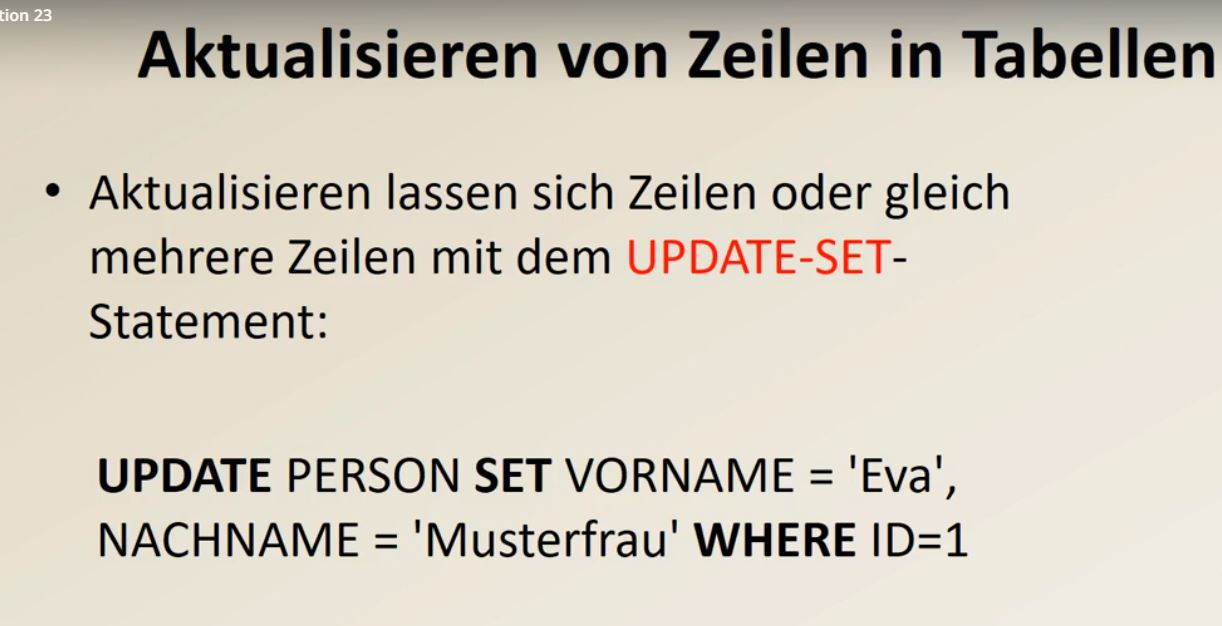 tion 23
Aktualisieren von Zeilen in Tabellen
• Aktualisieren lassen sich Zeilen oder gleich
mehrere Zeilen mit dem UPDATE-SET-
Statement:
UPDATE PERSON SET VORNAME = 'Eva',
NACHNAME = 'Musterfrau' WHERE ID=1